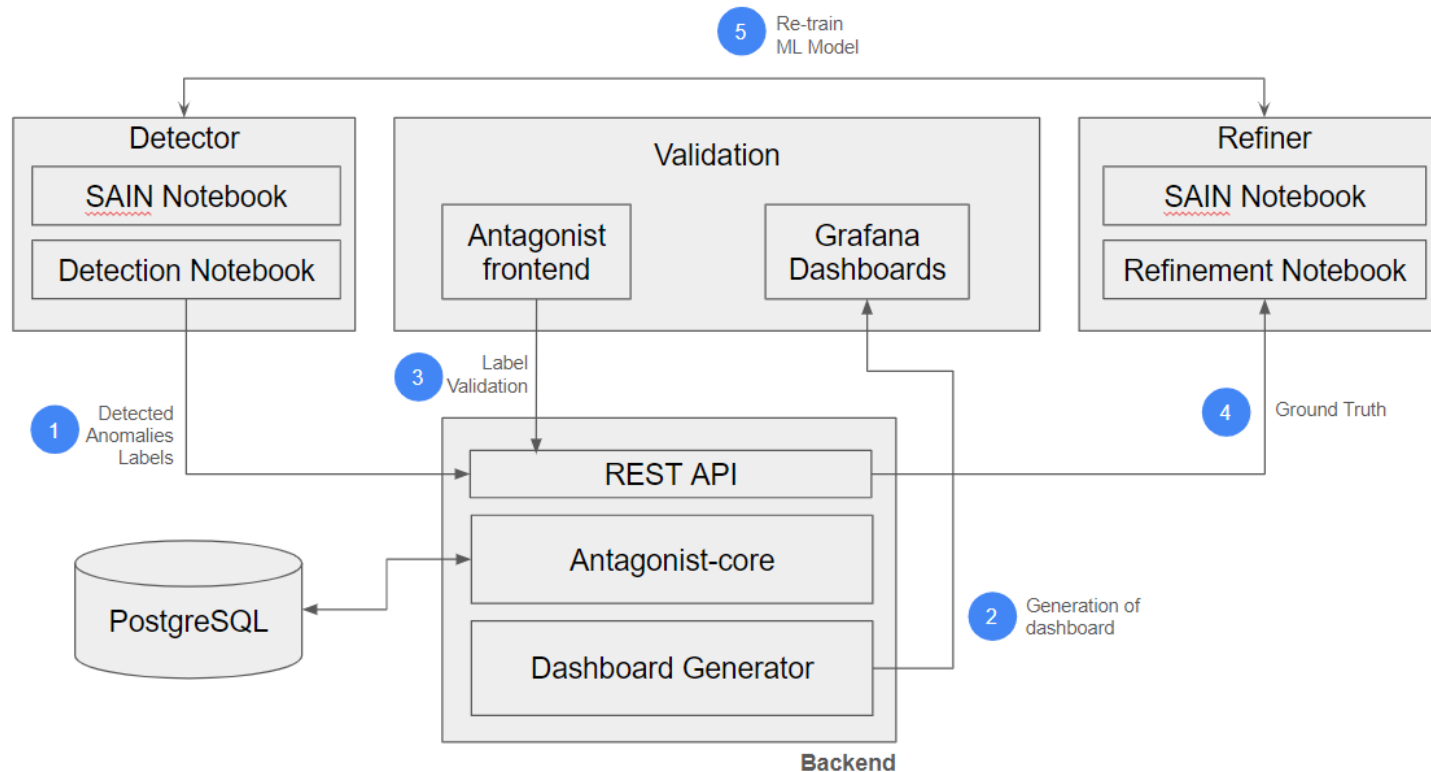 5
Re-train
ML Model
Detector
SAIN Notebook
Detection Notebook
Validation
Antagonist
frontend
Grafana
Dashboards
Refiner
SAIN Notebook
Refinement Notebook
1
Detected
Anomalies
Labels
3
Label
Validation
4
Ground Truth
REST API
Antagonist-core
Dashboard Generator
PostgreSQL
2
Generation of
dashboard
Backend